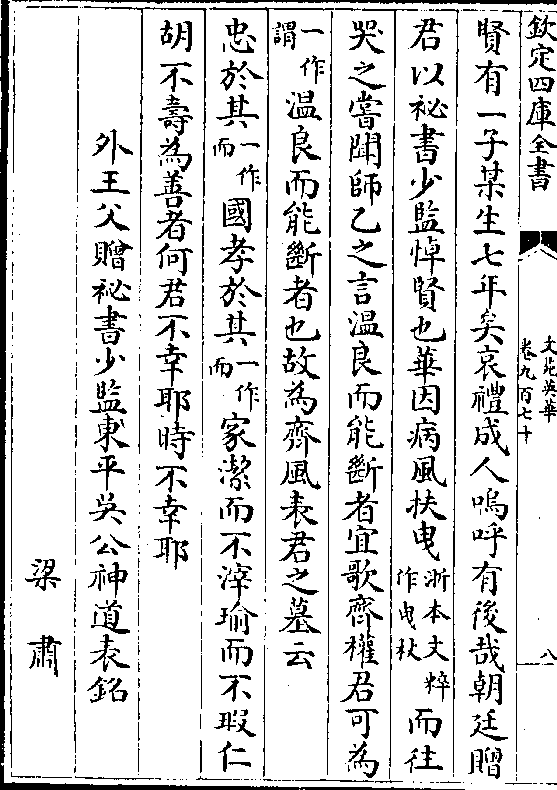 欽定四庫全書
文苑英華
卷九百七十
八
賢有一子某生七年矣哀禮成人嗚呼有後哉朝廷贈
君以祕書少監悼賢也華因病風扶曳浙本文粹作曳杖而往
哭之嘗聞師乙之言温良而能斷者宜歌齊權君可為
一作謂温良而能斷者也故為齊風表君之墓云
忠於其一作而國孝於其一作而家潔而不滓瑜而不瑕仁
胡不壽為善者何君不幸耶時不幸耶
外王父贈祕書少監東平吳公神道表銘
梁肅